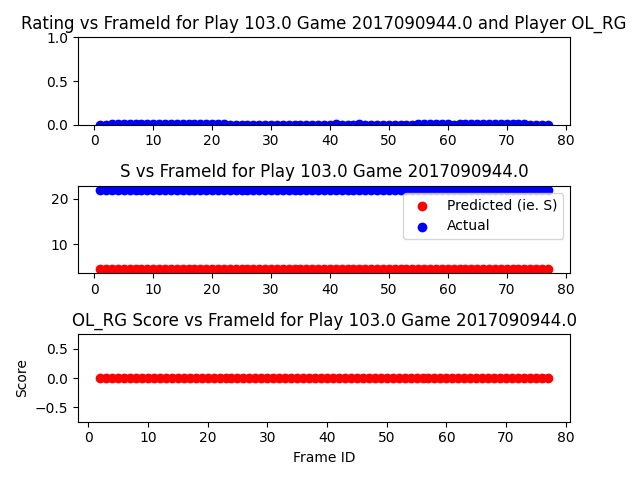 Rating vs FrameId for Play 103.0 Game 2017090944.0 and Player OL_RG
1.0
0.5
0.0
0 10 20 30 40 50 60 70 80
S vs FrameId for Play 103.0 Game 2017090944.0
20
10
Predicted (ie. S)
Actual
0 10 20 30 40 50 60 70 80
OL_RG Score vs FrameId for Play 103.0 Game 2017090944.0
Score
0.5
0.0
−0.5
0 10 20 30 40 50 60 70 80
Frame ID